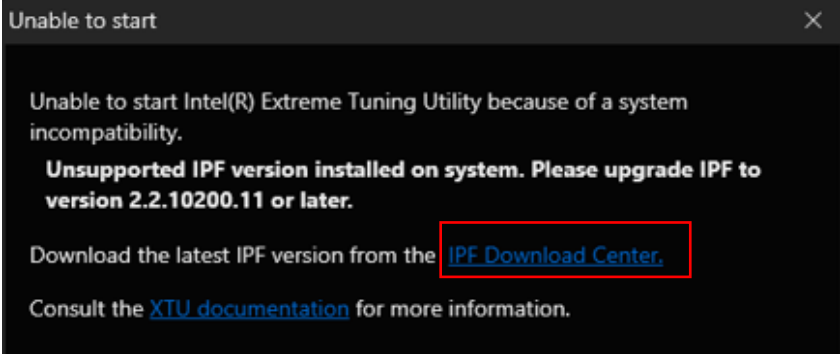 Unable to start
Unable to start Intel(R) Extreme Tuning Utility because of a system
incompatibility.
Unsupported IPF version installed on system. Please upgrade IPF to
version 2.2.10200.11 or later.
Download the latest IPF version from the IPF Download Center.
Consult the XTU documentation for more information.